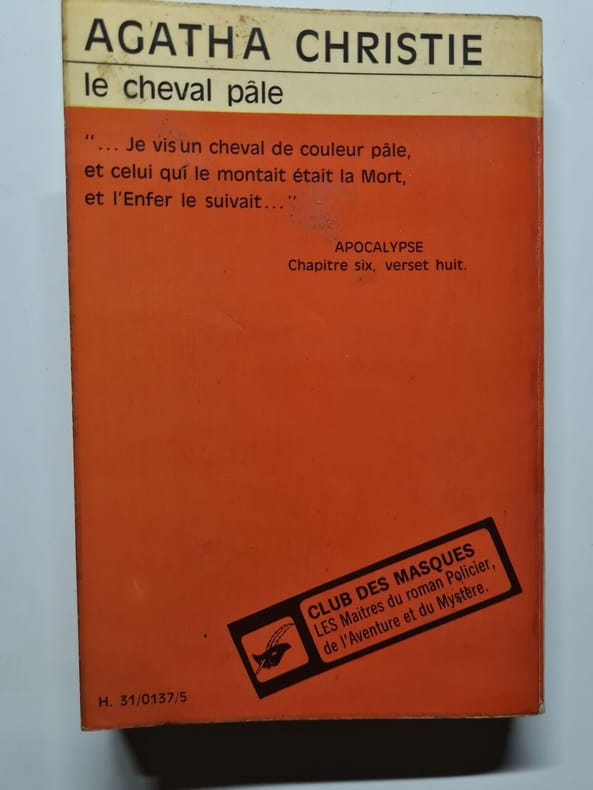 AGATHA CHRISTIE
le cheval pâle
"... Je vis un cheval de couleur pâle,
et celui qui le montait était la Mort,
et l'Enfer le suivait..."
APOCALYPSE
Chapitre six, verset huit.
CLUB DES MASQUES
LES Maitres du roman Policier,
de l'Aventure et du Mystère.
H. 31/0137/5